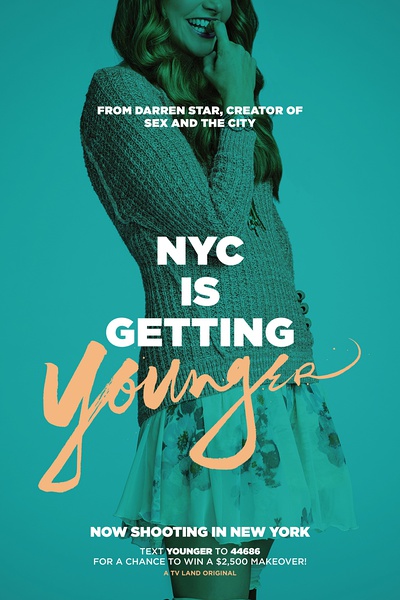 FROM DARREN STAR, CREATOR OF
SEX AND THE CITY
NYC
IS
GETTING
younger
NOW SHOOTING IN NEW YORK
TEXT YOUNGER TO 44686
FOR A CHANCE TO WIN A $2,500 MAKEOVER!
A TV LAND ORIGINAL